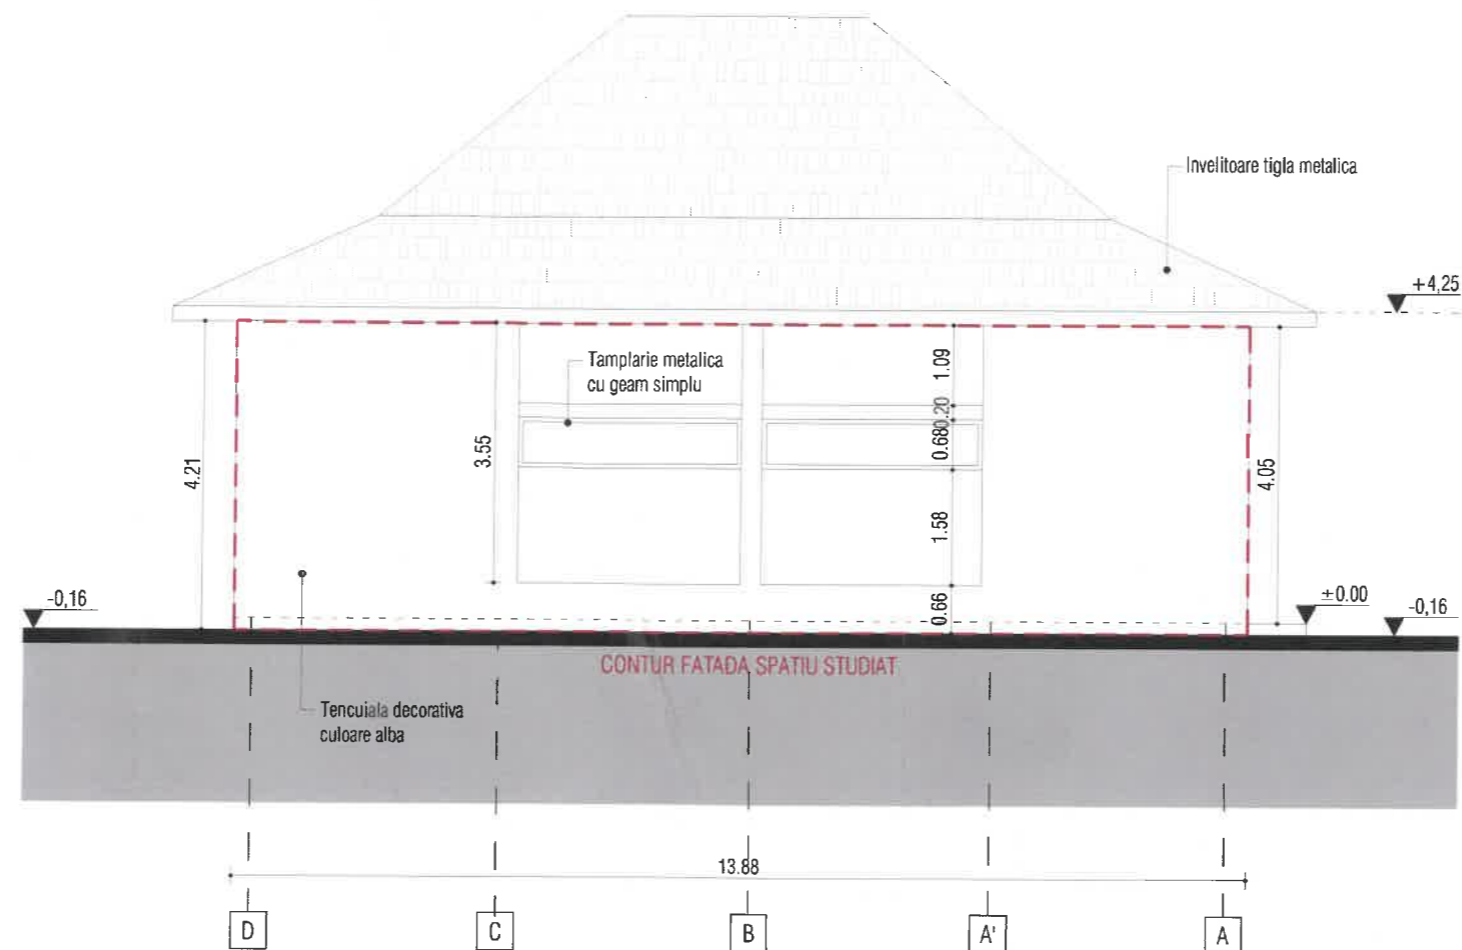 Invelitoare tigla metalica
+4,25
Tamplarie metalica
cu geam simplu
1.09
0.20
0.68
3.55
4.21
4.05
1.58
0.66
-0,16
±0.00
-0,16
CONTUR FATADA SPATIU STUDIAT
Tencuiala decorativa
culoare alba
13.88
D
C
B
A'
A